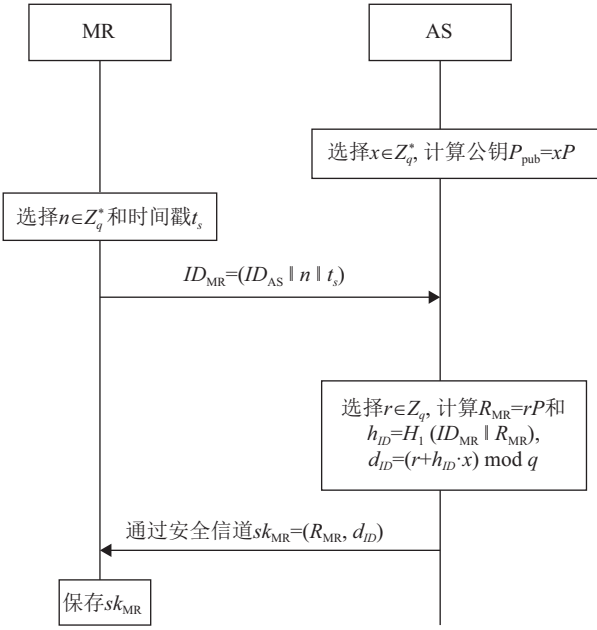 MR
AS
选择x∈Z_q^*, 计算公钥P_pub=xP
选择n∈Z_q^*和时间戳t_s
ID_MR=(ID_AS ‖ n ‖ t_s)
选择r∈Z_q, 计算R_MR=rP和
h_ID=H_1 (ID_MR ‖ R_MR),
d_ID=(r+h_ID·x) mod q
通过安全信道sk_MR=(R_MR, d_ID)
保存sk_MR